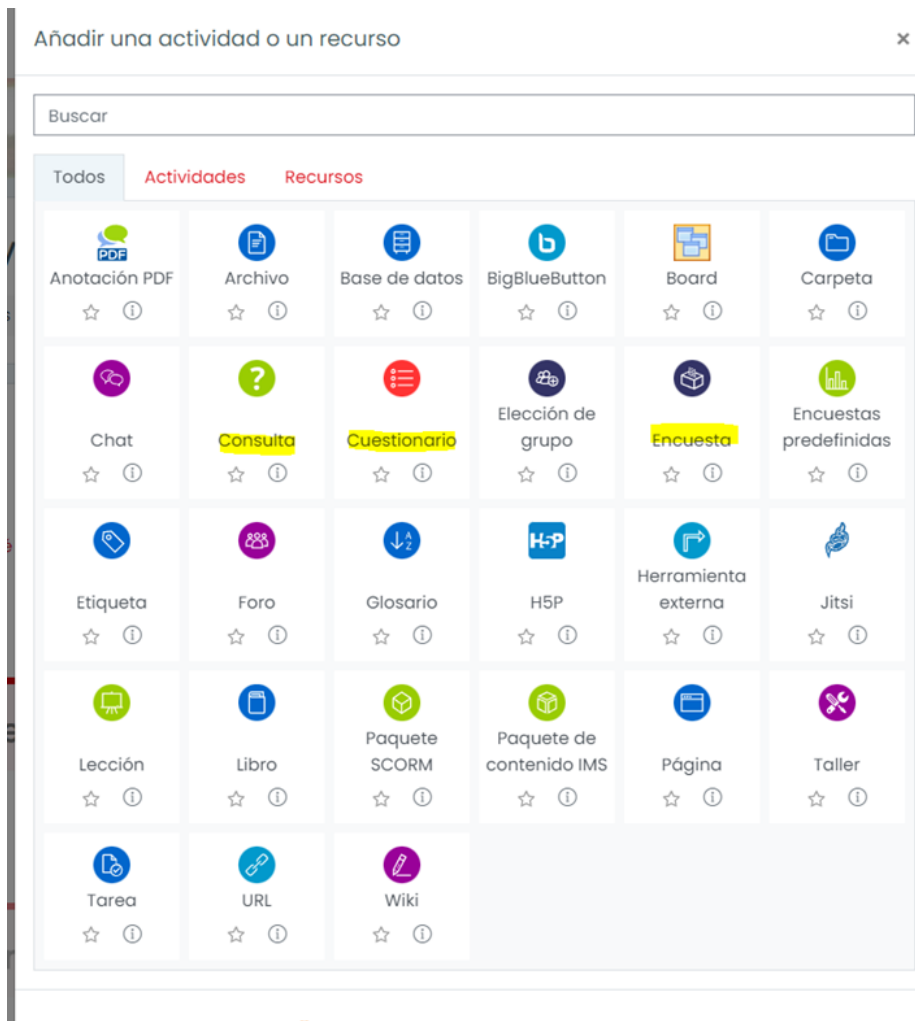 Añadir una actividad o un recurso ×
Buscar
Todos Actividades Recursos
PDF
Anotación PDF Archivo Base de datos BigBlueButton Board Carpeta
Chat Consulta Cuestionario Elección de grupo Encuesta Encuestas predefinidas
H5P
Etiqueta Foro Glosario H5P Herramienta externa Jitsi
Lección Libro Paquete SCORM Paquete de contenido IMS Página Taller
Tarea URL Wiki